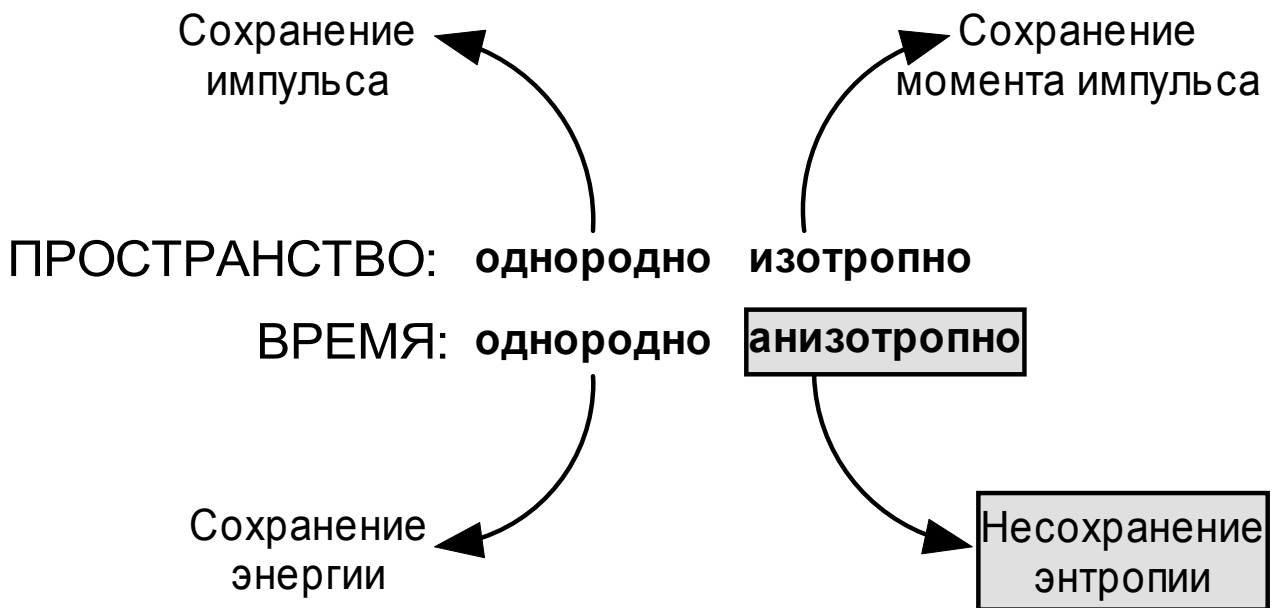 Сохранение
импульса
Сохранение
момента импульса
ПРОСТРАНСТВО: однородно изотропно
ВРЕМЯ: однородно анизотропно
Сохранение
энергии
Несохранение
энтропии